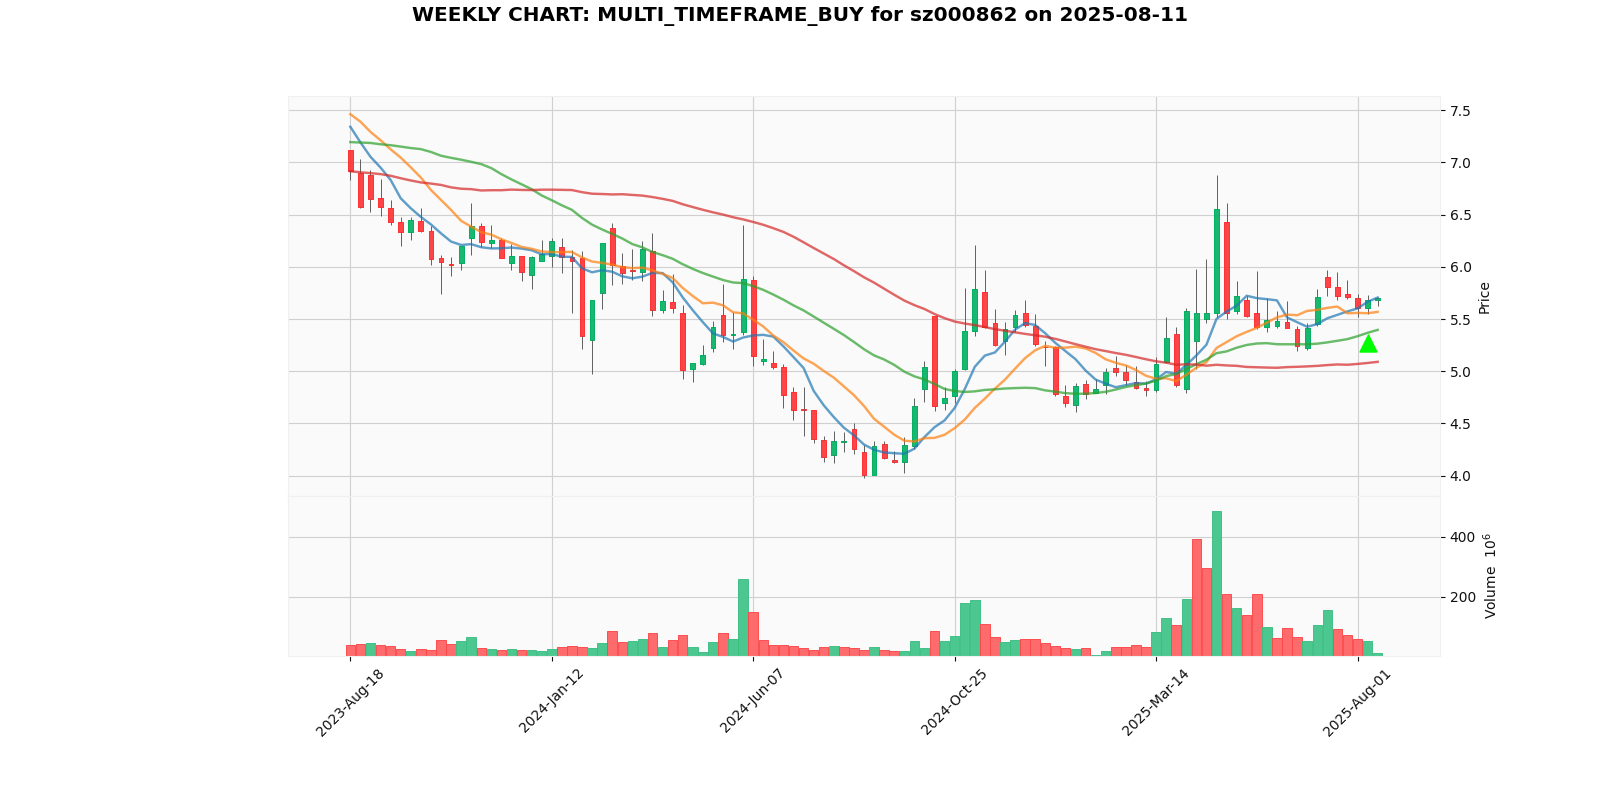 WEEKLY CHART: MULTI_TIMEFRAME_BUY for sz000862 on 2025-08-11
7.5
7.0
6.5
6.0
5.5
5.0
4.5
4.0
Price
400
200
Volume 10⁶
2023-Aug-18
2024-Jan-12
2024-Jun-07
2024-Oct-25
2025-Mar-14
2025-Aug-01